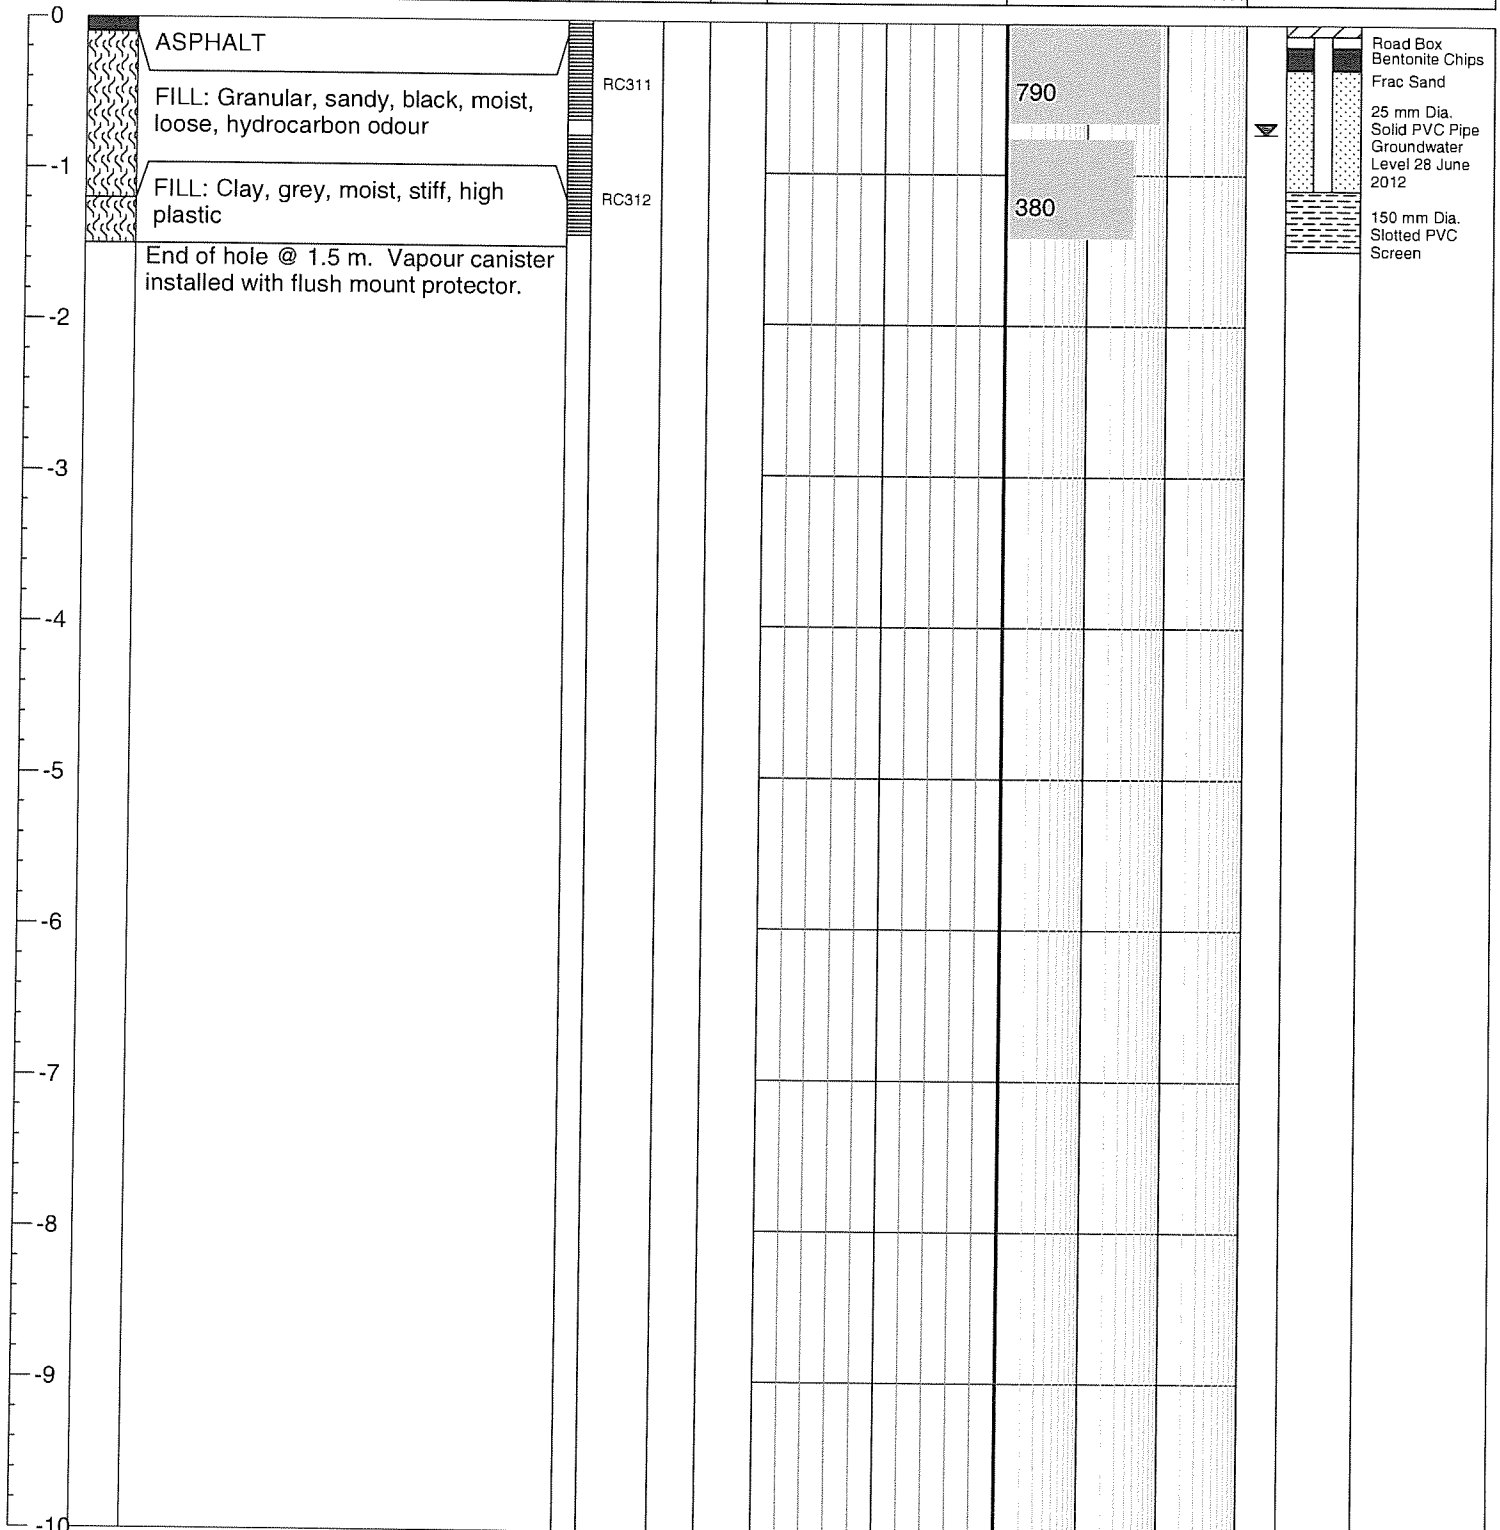 0
ASPHALT
FILL: Granular, sandy, black, moist,
loose, hydrocarbon odour
FILL: Clay, grey, moist, stiff, high
plastic
End of hole @ 1.5 m. Vapour canister
installed with flush mount protector.
RC311
RC312
790
380
Road Box
Bentonite Chips
Frac Sand
25 mm Dia.
Solid PVC Pipe
Groundwater
Level 28 June
2012
150 mm Dia.
Slotted PVC
Screen
-1
-2
-3
-4
-5
-6
-7
-8
-9
-10